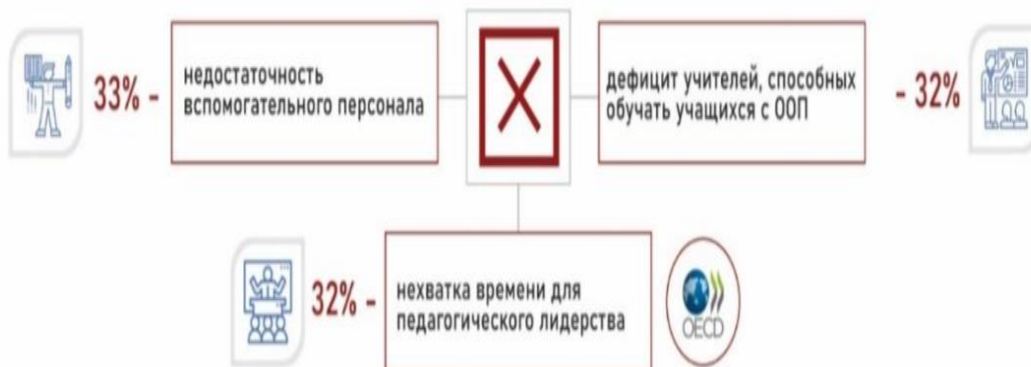 33% -
недостаточность
вспомогательного персонала
дефицит учителей, способных
обучать учащихся с ООП
- 32%
32% -
нехватка времени для
педагогического лидерства
OECD